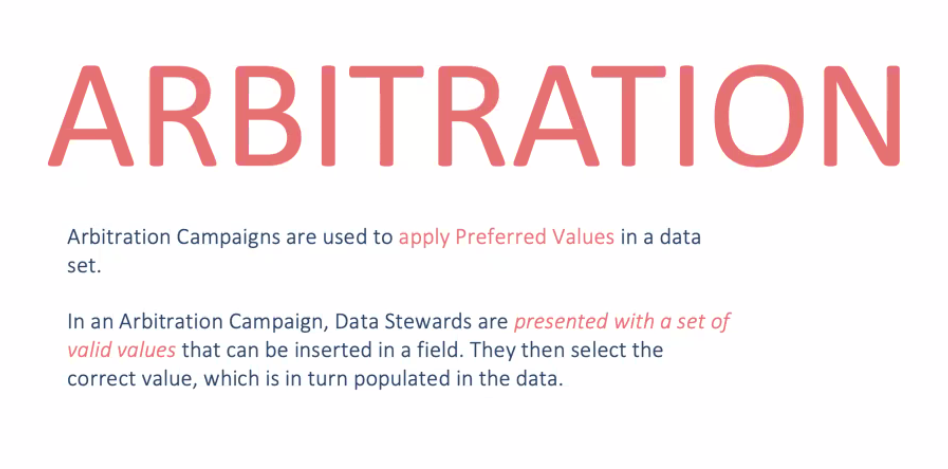 ARBITRATION
Arbitration Campaigns are used to apply Preferred Values in a data
set.
In an Arbitration Campaign, Data Stewards are presented with a set of
valid values that can be inserted in a field. They then select the
correct value, which is in turn populated in the data.